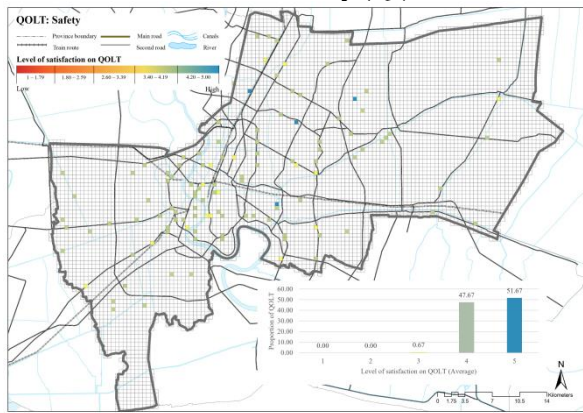 QOLT: Safety
Province boundary Main road Canals
Train route Second road River
Level of satisfaction on QOLT
1 – 1.79 1.80 – 2.59 2.60 – 3.39 3.40 – 4.19 4.20 – 5.00
Low High
60.00
50.00
40.00
30.00
20.00
10.00
0.00
Proportion of QOLT
0.00 0.00 0.67 47.67 51.67
1 2 3 4 5
Level of satisfaction on QOLT (Average)
N
Kilometers
0 1.75 3.5 7 10.5 14